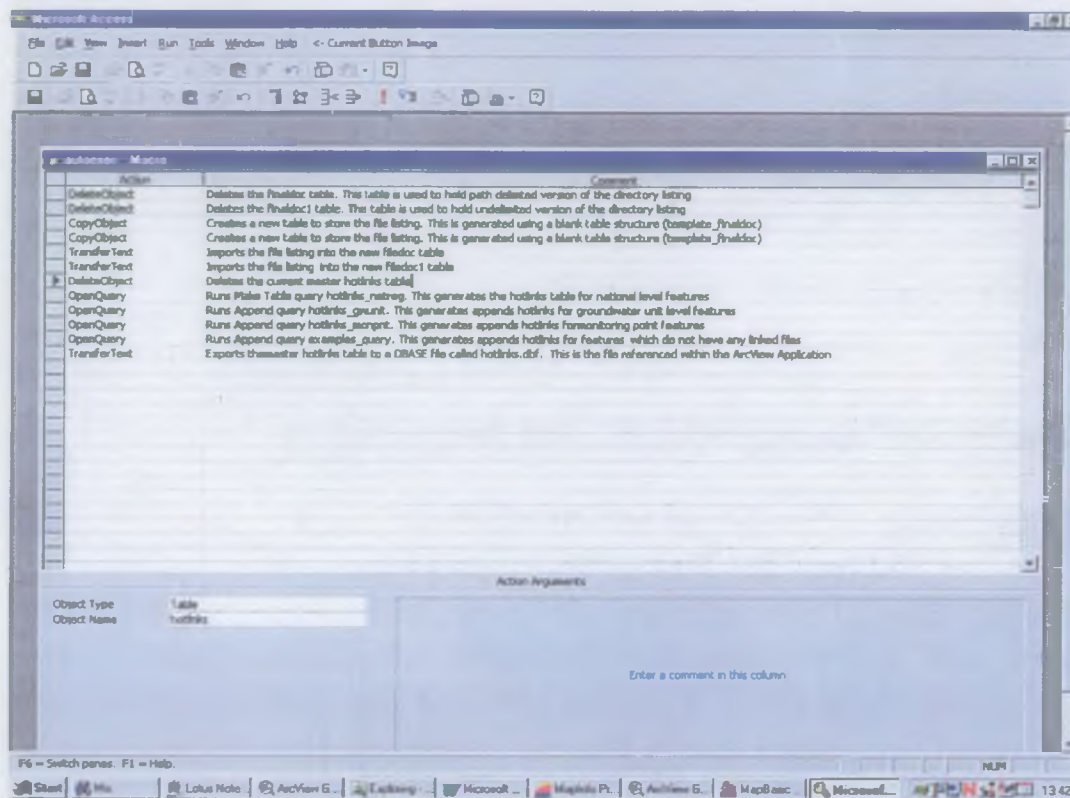 Microsoft Access
File Edit View Insert Run Tools Window Help <- Current Button Image
autoexec : Macro
Action Comment
DeleteObject Deletes the finaldoc table. This table is used to hold path delimited version of the directory listing
DeleteObject Deletes the finaldoc1 table. The table is used to hold undelimited version of the directory listing
CopyObject Creates a new table to store the file listing. This is generated using a blank table structure (template_finaldoc)
CopyObject Creates a new table to store the file listing. This is generated using a blank table structure (template_finaldoc)
TransferText Imports the file listing into the new filedoc table
TransferText Imports the file listing into the new filedoc1 table
DeleteObject Deletes the current master hotlinks table
OpenQuery Runs Make Table query hotlinks_natreg. This generates the hotlinks table for national level features
OpenQuery Runs Append query hotlinks_gwunit. This generates appends hotlinks for groundwater unit level features
OpenQuery Runs Append query hotlinks_monpnt. This generates appends hotlinks formonitoring point features
OpenQuery Runs Append query examples_query. This generates appends hotlinks for features which do not have any linked files
TransferText Exports themaster hotlinks table to a DBASE file called hotlinks.dbf. This is the file referenced within the ArcView Application
Action Arguments
Object Type Table
Object Name hotlinks
Enter a comment in this column
F6 = Switch panes. F1 = Help. NUM
Start Lotus Note ArcView G.. Exploring - Microsoft ... MapInfo Pr. ArcView G.. MapBasic Microsof... 13:42